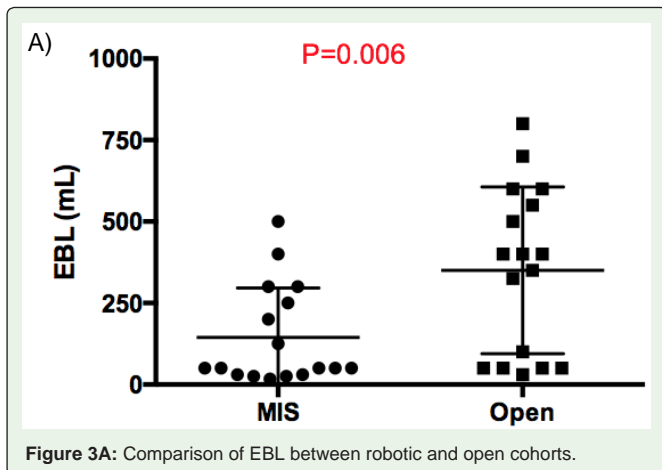 A)
P=0.006
1000
750
500
250
0
EBL (mL)
MIS Open
Figure 3A: Comparison of EBL between robotic and open cohorts.